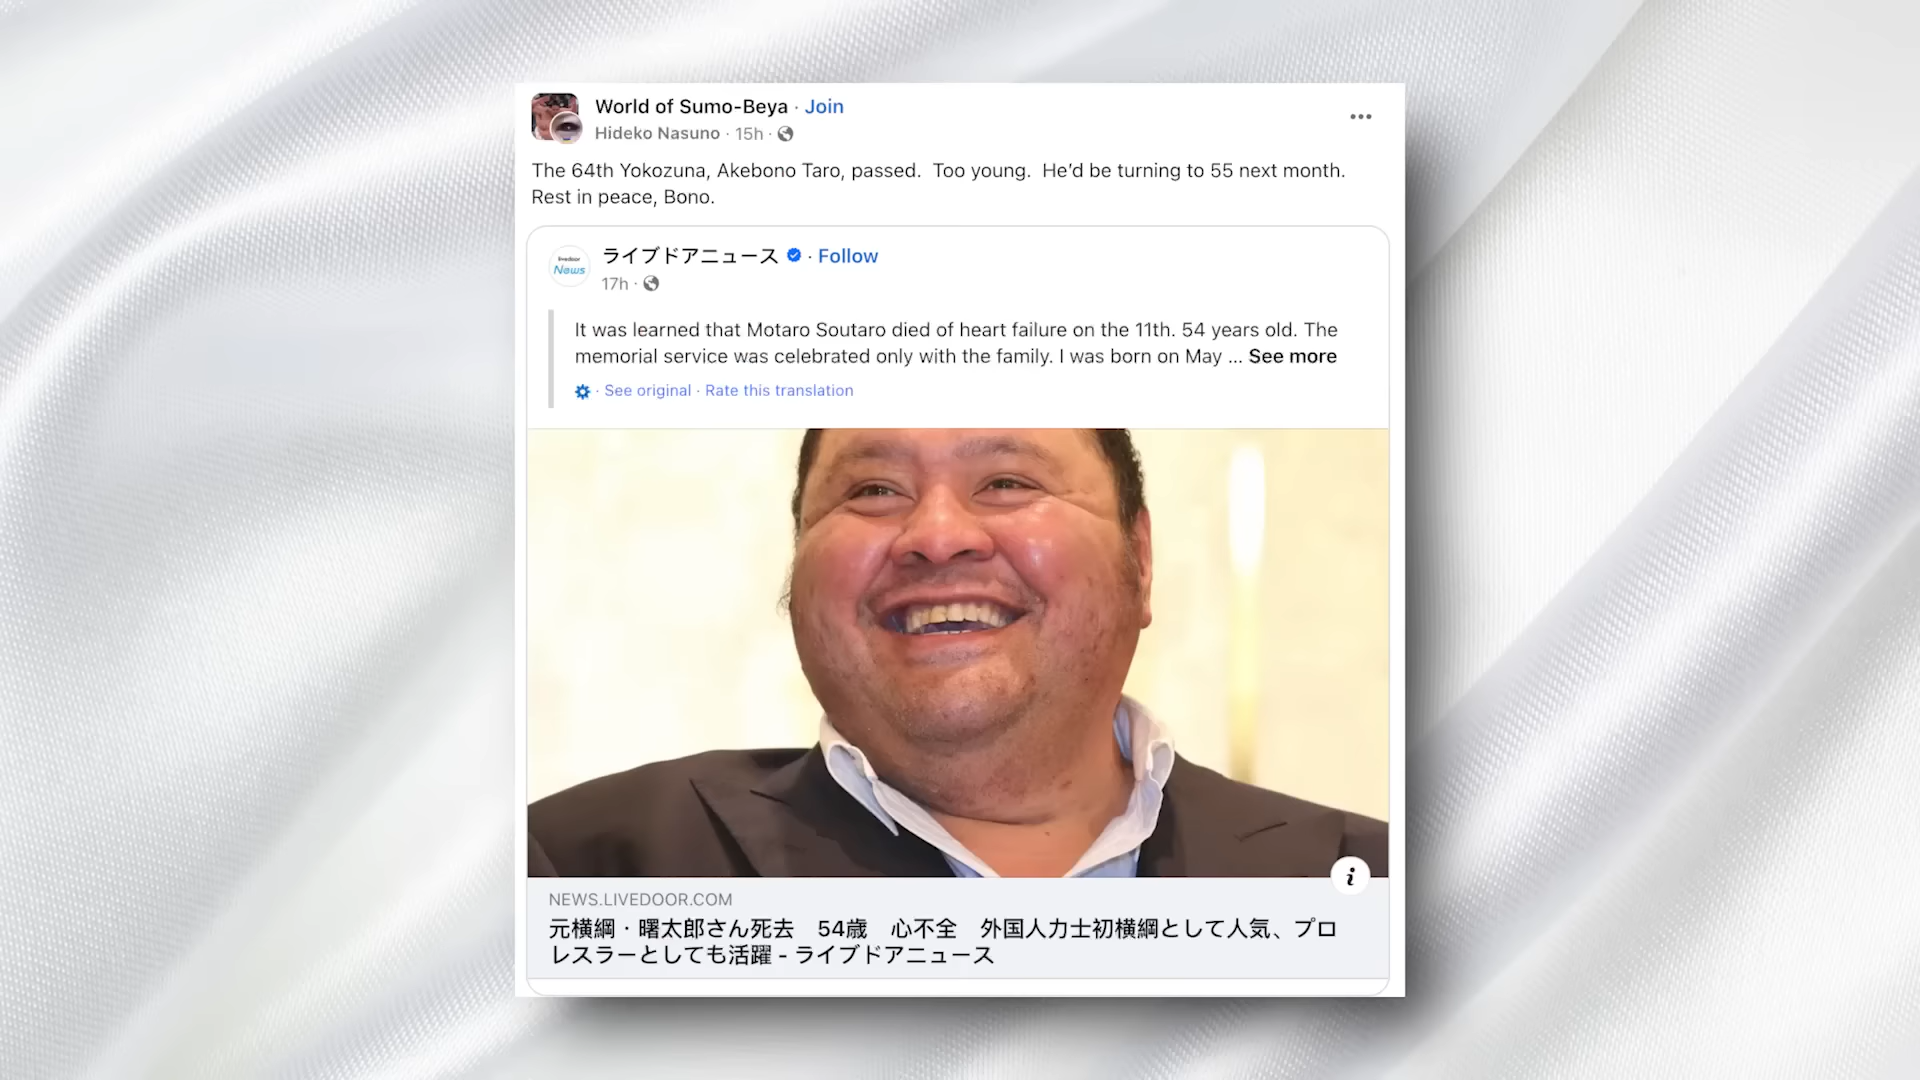 World of Sumo-Beya · Join
Hideko Nasuno · 15h ·
The 64th Yokozuna, Akebono Taro, passed.  Too young.  He'd be turning to 55 next month.
Rest in peace, Bono.
livedoor
News
ライブドアニュース · Follow
17h ·
It was learned that Motaro Soutaro died of heart failure on the 11th. 54 years old. The
memorial service was celebrated only with the family. I was born on May ... See more
· See original · Rate this translation
i
NEWS.LIVEDOOR.COM
元横綱・曙太郎さん死去　54歳　心不全　外国人力士初横綱として人気、プロ
レスラーとしても活躍 - ライブドアニュース